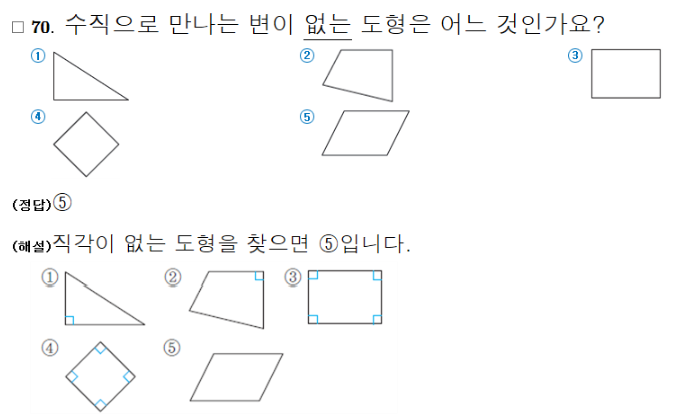 □ 70. 수직으로 만나는 변이 없는 도형은 어느 것인가요?
① ② ③
④ ⑤
(정답)⑤
(해설)직각이 없는 도형을 찾으면 ⑤입니다.
① ② ③
④ ⑤